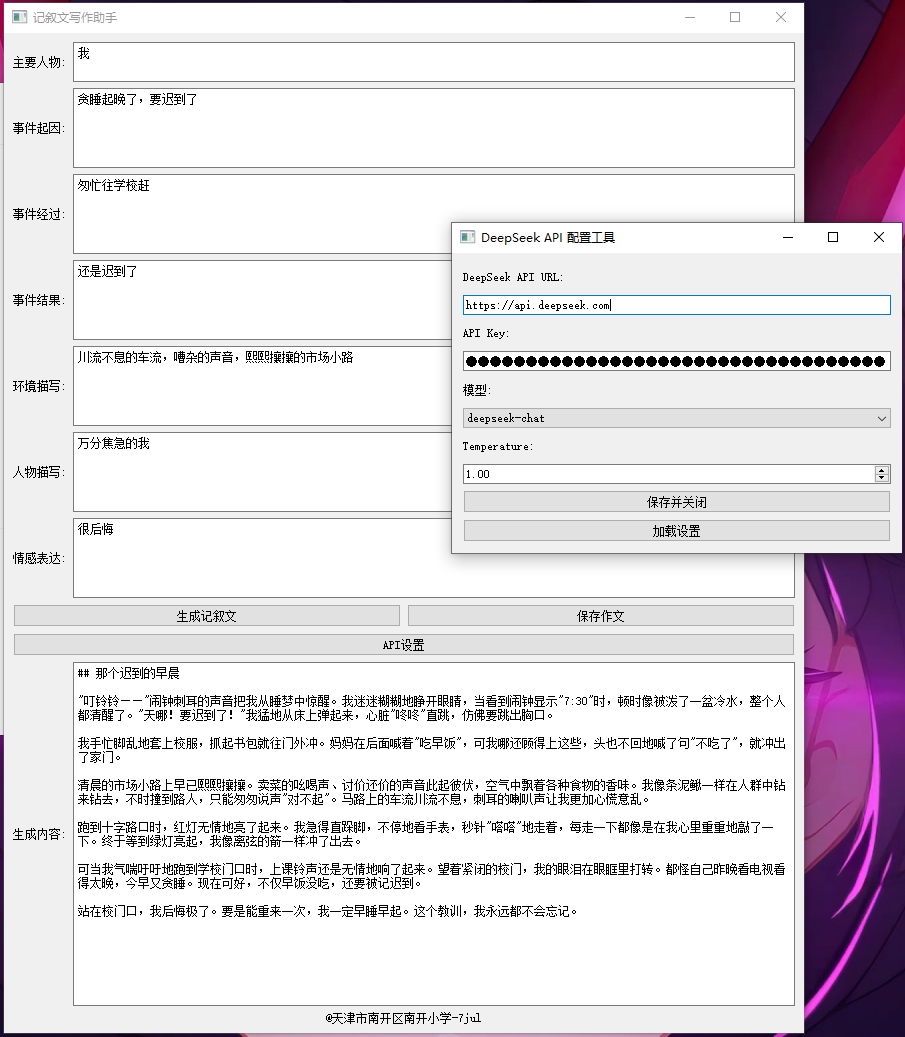 记叙文写作助手
主要人物:
我
事件起因:
贪睡起晚了，要迟到了
事件经过:
匆忙往学校赶
事件结果:
还是迟到了
环境描写:
川流不息的车流，嘈杂的声音，熙熙攘攘的市场小路
人物描写:
万分焦急的我
情感表达:
很后悔
DeepSeek API 配置工具
DeepSeek API URL:
https://api.deepseek.com
API Key:
●●●●●●●●●●●●●●●●●●●●●●●●●●●●●●●●●●●
模型:
deepseek-chat
Temperature:
1.00
保存并关闭
加载设置
生成记叙文
保存作文
API设置
生成内容:
## 那个迟到的早晨
"叮铃铃——"闹钟刺耳的声音把我从睡梦中惊醒。我迷迷糊糊地睁开眼睛，当看到闹钟显示"7:30"时，顿时像被泼了一盆冷水，整个人
都清醒了。"天哪！要迟到了！"我猛地从床上弹起来，心脏"咚咚"直跳，仿佛要跳出胸口。
我手忙脚乱地套上校服，抓起书包就往门外冲。妈妈在后面喊着"吃早饭"，可我哪还顾得上这些，头也不回地喊了句"不吃了"，就冲出
了家门。
清晨的市场小路上早已熙熙攘攘。卖菜的吆喝声、讨价还价的声音此起彼伏，空气中飘着各种食物的香味。我像条泥鳅一样在人群中钻
来钻去，不时撞到路人，只能匆匆说声"对不起"。马路上的车流川流不息，刺耳的喇叭声让我更加心慌意乱。
跑到十字路口时，红灯无情地亮了起来。我急得直跺脚，不停地看手表，秒针"嗒嗒"地走着，每走一下都像是在我心里重重地敲了一
下。终于等到绿灯亮起，我像离弦的箭一样冲了出去。
可当我气喘吁吁地跑到学校门口时，上课铃声还是无情地响了起来。望着紧闭的校门，我的眼泪在眼眶里打转。都怪自己昨晚看电视看
得太晚，今早又贪睡。现在可好，不仅早饭没吃，还要被记迟到。
站在校门口，我后悔极了。要是能重来一次，我一定早睡早起。这个教训，我永远都不会忘记。
@天津市南开区南开小学-7jul